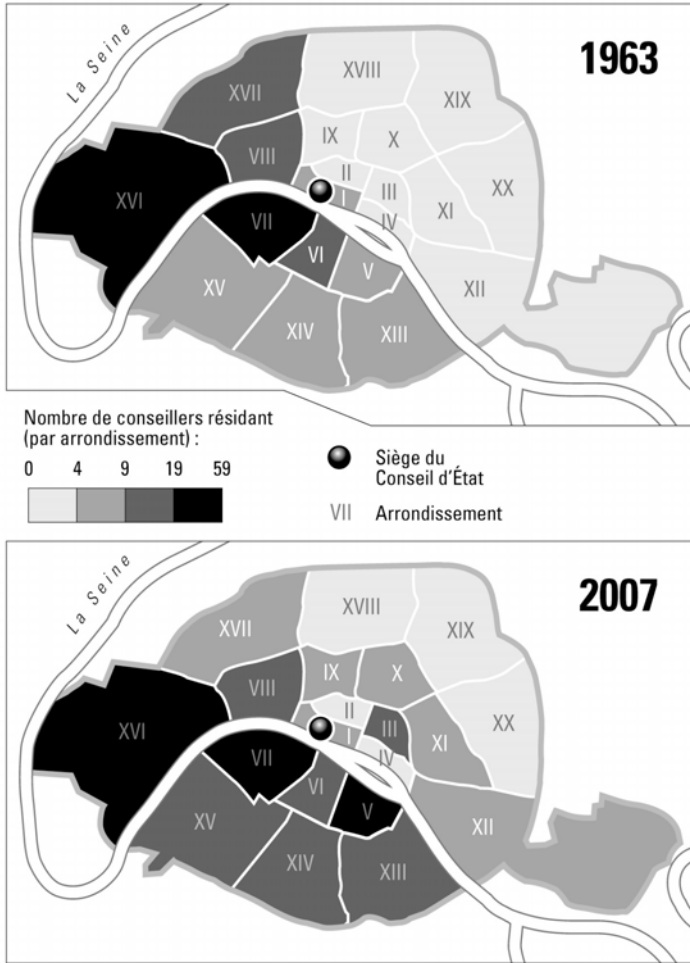 La Seine
1963
XVIII
XIX
XVII
IX
X
VIII
II
XX
III
XVI
I
XI
IV
VII
VI
V
XII
XV
XIV
XIII
Nombre de conseillers résidant
(par arrondissement) :
0 4 9 19 59
Siège du
Conseil d'État
VII Arrondissement
La Seine
2007
XVIII
XIX
XVII
IX
X
VIII
II
XX
III
XVI
I
XI
IV
VII
VI
V
XII
XV
XIV
XIII